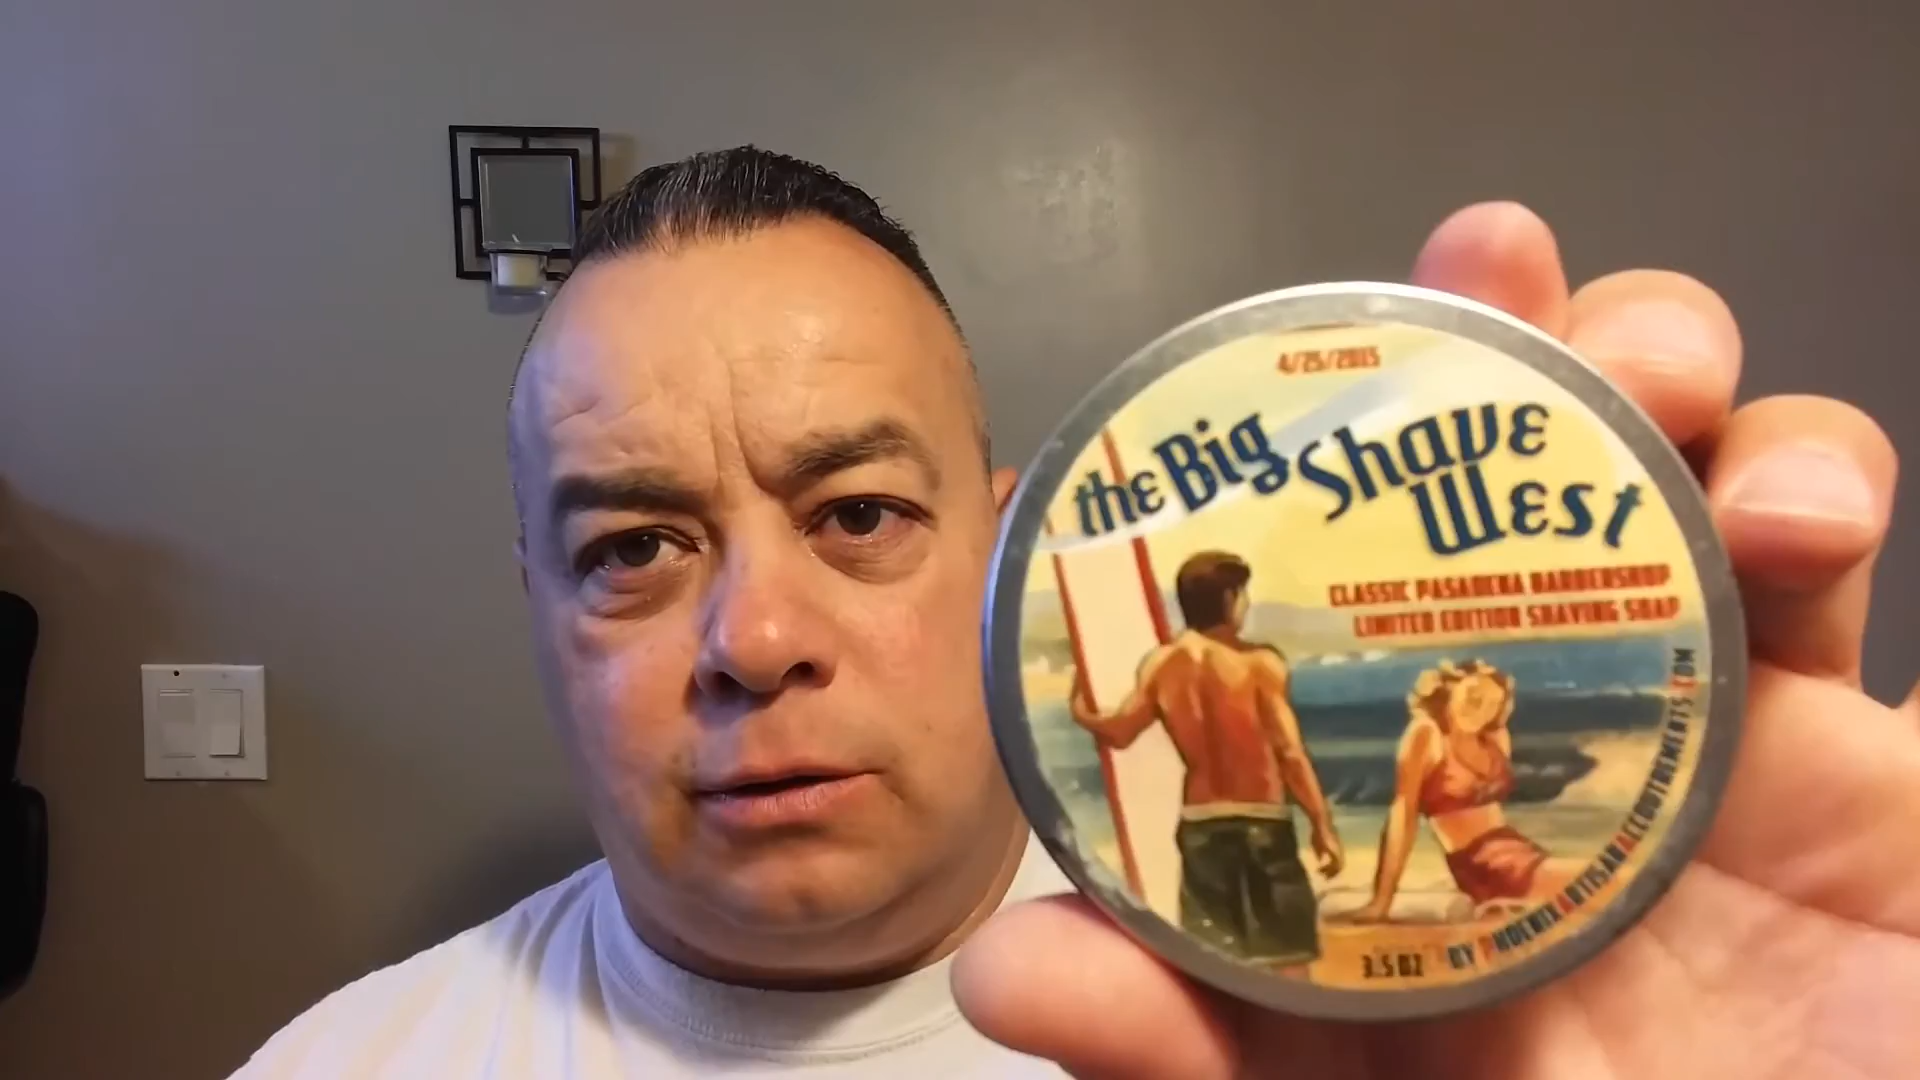 4/25/2015
the Big Shave
West
CLASSIC PASADENA BARBERSHOP
LIMITED EDITION SHAVING SOAP
3.5 OZ BY PHOENIXARTISANACCOUTREMENTS.COM